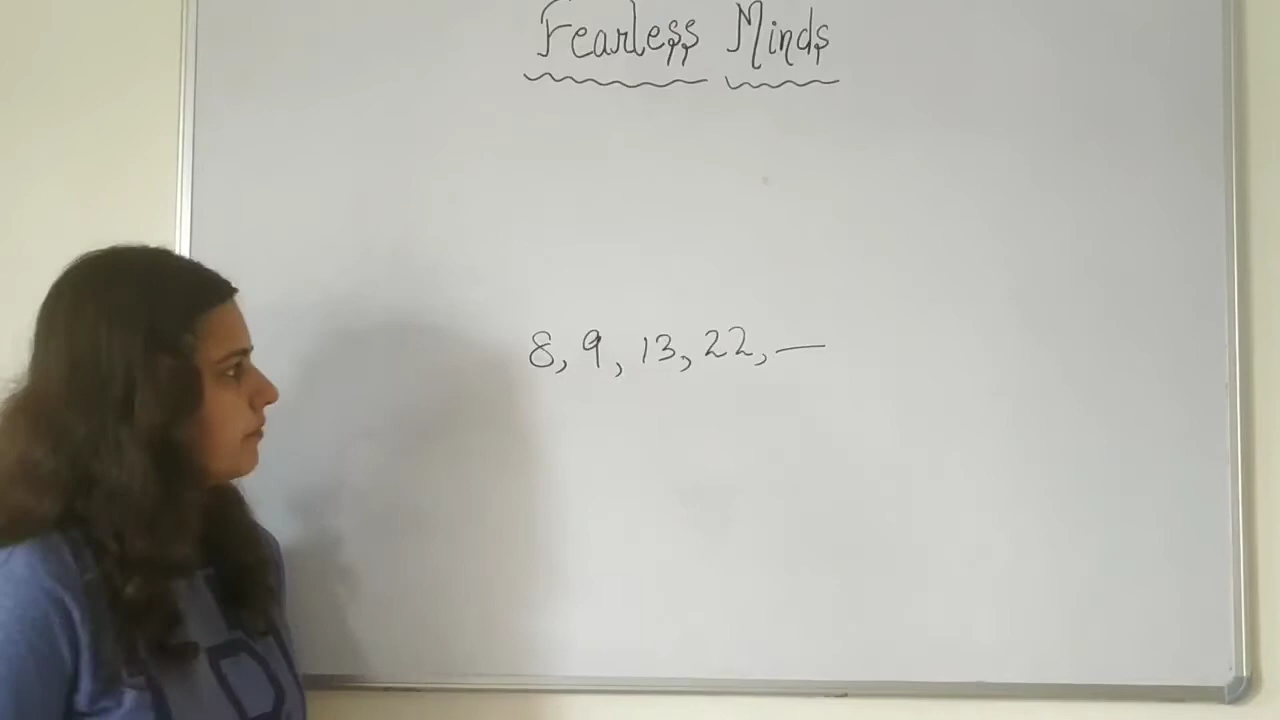 Fearless Minds
8, 9, 13, 22, —
D